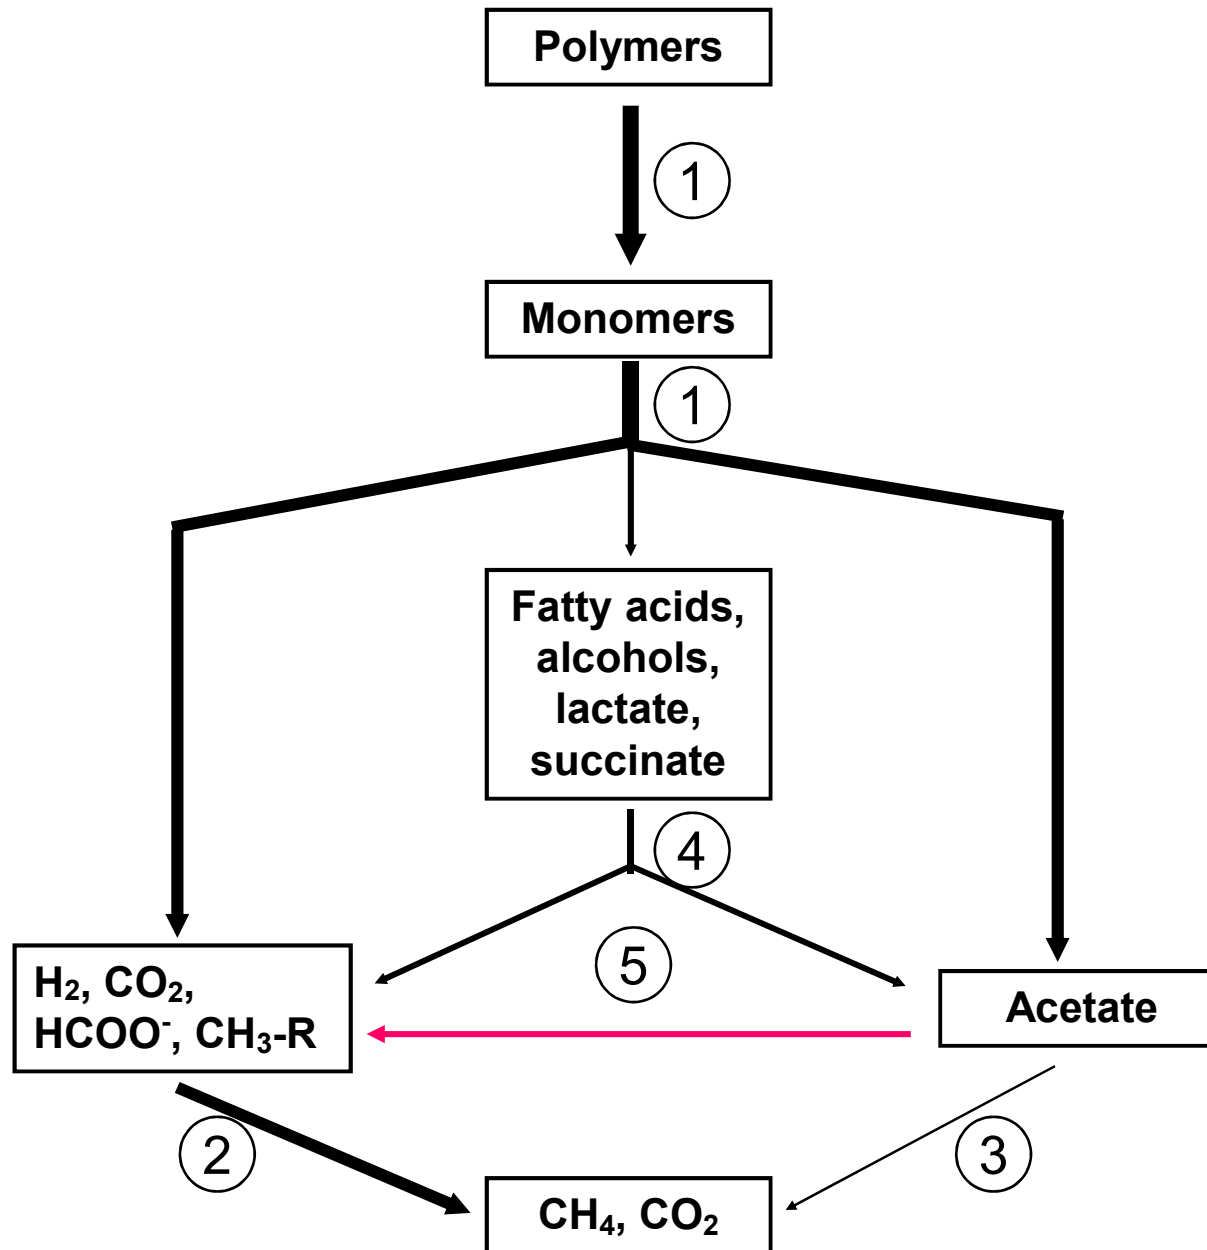 Polymers
1
Monomers
1
Fatty acids,
alcohols,
lactate,
succinate
4
5
H₂, CO₂,
HCOO⁻, CH₃-R
Acetate
2
3
CH₄, CO₂